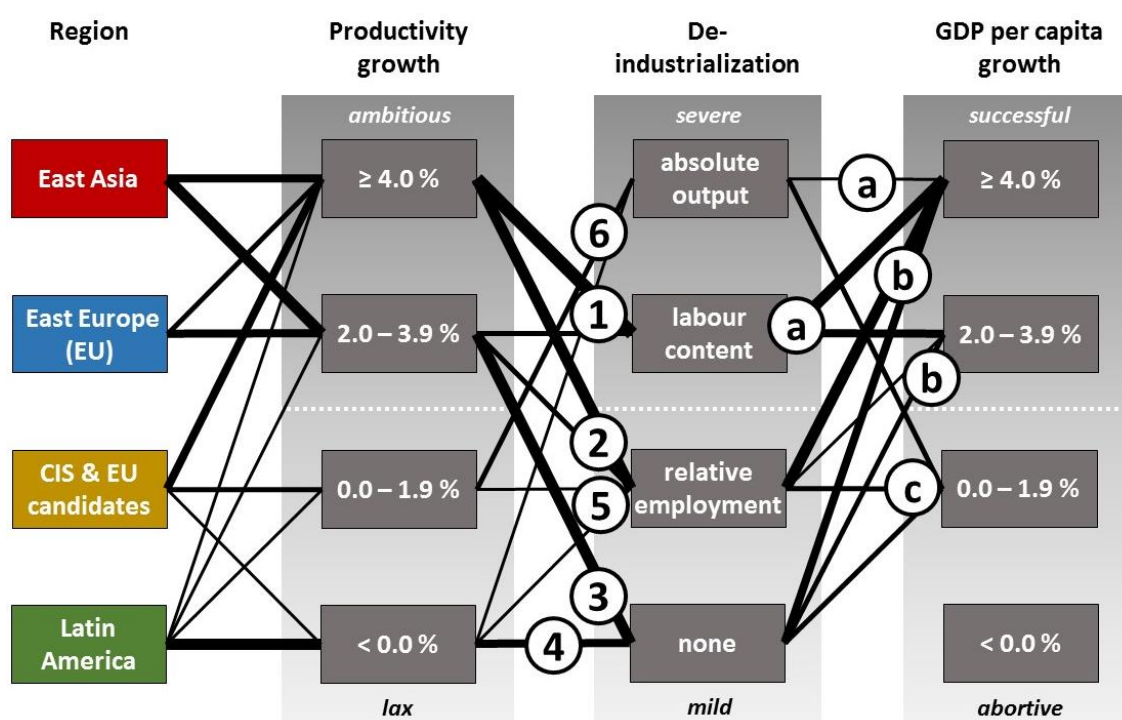 Region
Productivity
growth
De-
industrialization
GDP per capita
growth
ambitious
severe
successful
East Asia
≥ 4.0 %
absolute
output
a
≥ 4.0 %
6
b
1
East Europe
(EU)
2.0 – 3.9 %
labour
content
a
2.0 – 3.9 %
b
2
CIS & EU
candidates
0.0 – 1.9 %
5
relative
employment
c
0.0 – 1.9 %
3
Latin
America
< 0.0 %
4
none
< 0.0 %
lax
mild
abortive